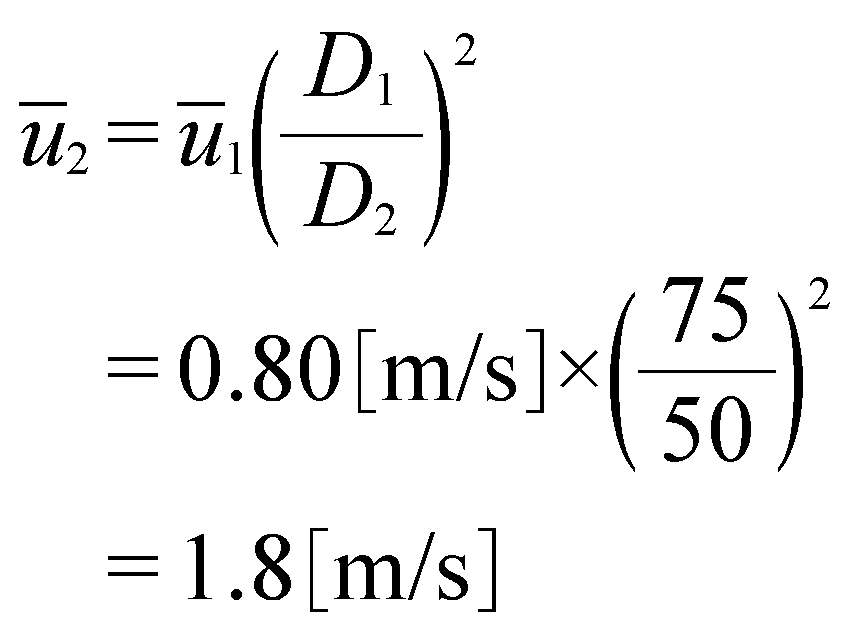 ū₂ = ū₁(D₁/D₂)²
= 0.80[m/s]×(75/50)²
= 1.8[m/s]